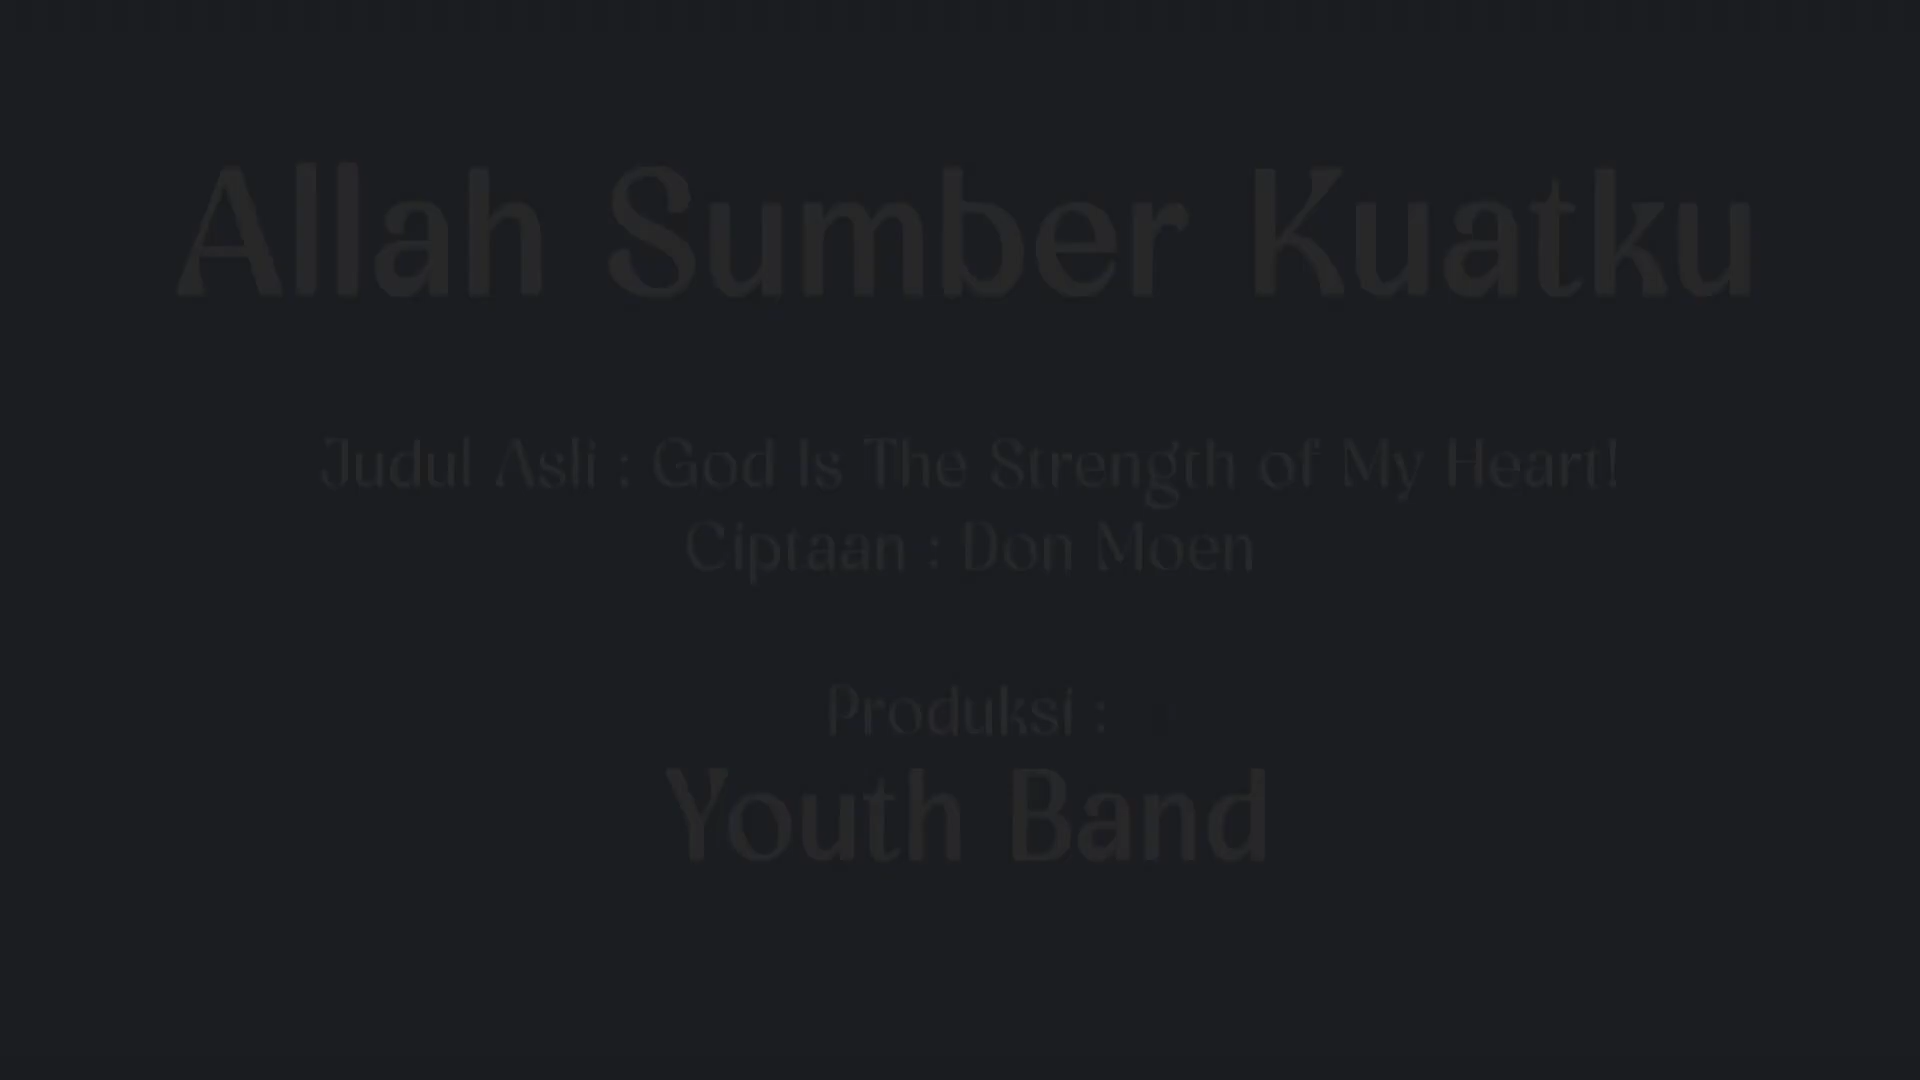 Allah Sumber Kuatku
Judul Asli : God Is The Strength of My Heart!
Ciptaan : Don Moen
Produksi :
Youth Band